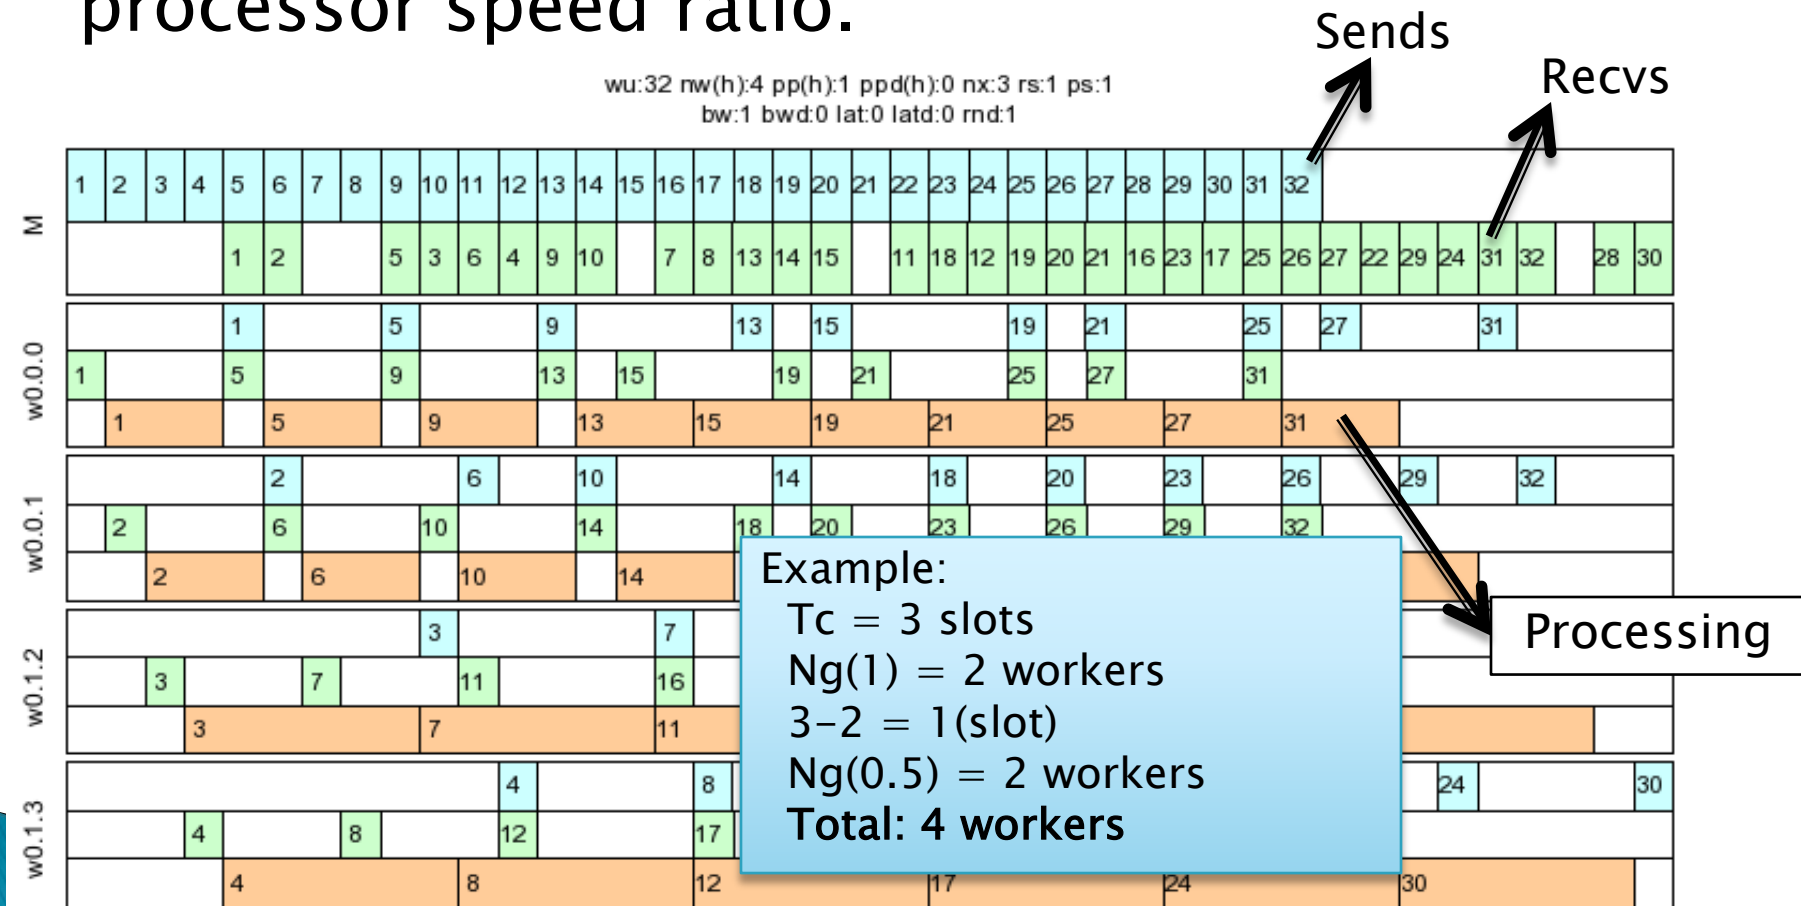 processor speed ratio.
Sends
Recvs
wu:32 nw(h):4 pp(h):1 ppd(h):0 nx:3 rs:1 ps:1
bw:1 bwd:0 lat:0 latd:0 rnd:1
M
1 2 3 4 5 6 7 8 9 10 11 12 13 14 15 16 17 18 19 20 21 22 23 24 25 26 27 28 29 30 31 32
1 2 5 3 6 4 9 10 7 8 13 14 15 11 18 12 19 20 21 16 23 17 25 26 27 22 29 24 31 32 28 30
w0.0.0
1 5 9 13 15 19 21 25 27 31
1 5 9 13 15 19 21 25 27 31
1 5 9 13 15 19 21 25 27 31
w0.0.1
2 6 10 14 18 20 23 26 29 32
2 6 10 14 18 20 23 26 29 32
2 6 10 14
w0.1.2
3 7
3 7 11 16
3 7 11
w0.1.3
4 8 24 30
4 8 12 17
4 8 12 17 24 30
Example:
Tc = 3 slots
Ng(1) = 2 workers
3-2 = 1(slot)
Ng(0.5) = 2 workers
Total: 4 workers
Processing